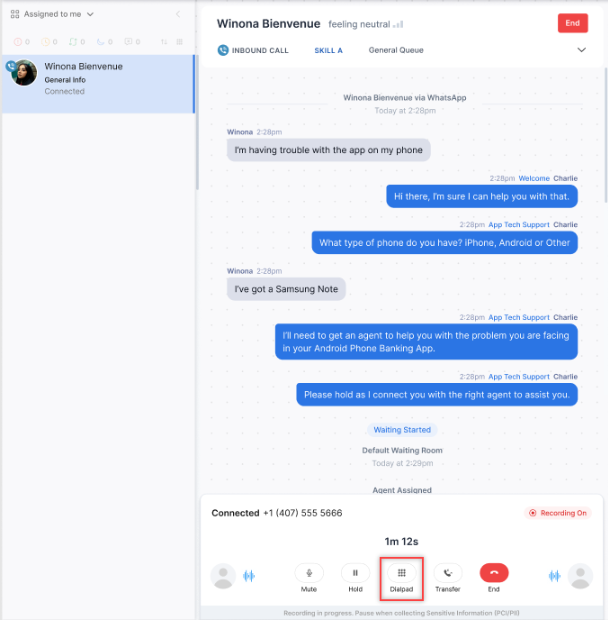 Assigned to me
0 0 0 0 0
Winona Bienvenue
General Info
Connected
Winona Bienvenue feeling neutral
End
INBOUND CALL SKILL A General Queue
Winona Bienvenue via WhatsApp
Today at 2:28pm
Winona 2:28pm
I'm having trouble with the app on my phone
2:28pm Welcome Charlie
Hi there, I'm sure I can help you with that.
2:28pm App Tech Support Charlie
What type of phone do you have? iPhone, Android or Other
Winona 2:28pm
I've got a Samsung Note
2:28pm App Tech Support Charlie
I'll need to get an agent to help you with the problem you are facing
in your Android Phone Banking App.
2:28pm App Tech Support Charlie
Please hold as I connect you with the right agent to assist you.
Waiting Started
Default Waiting Room
Today at 2:29pm
Agent Assigned
Connected +1 (407) 555 5666
Recording On
1m 12s
Mute Hold Dialpad Transfer End
Recording in progress. Pause when collecting Sensitive Information (PCI/PII)